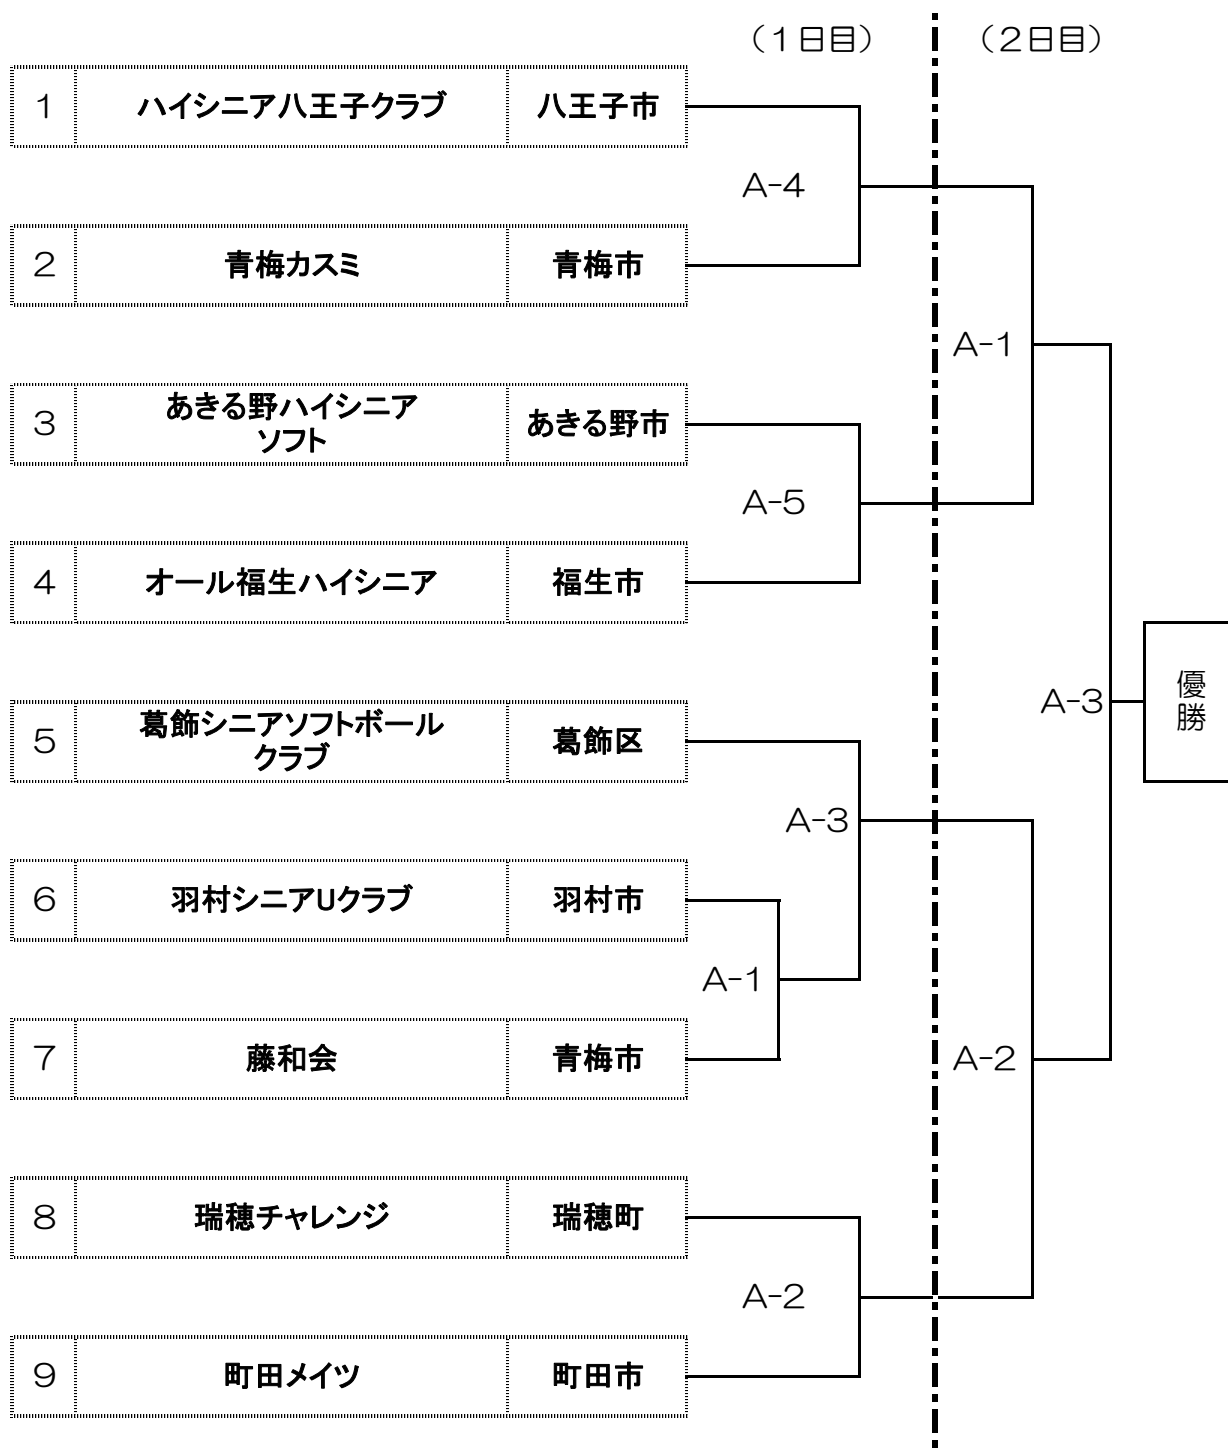 （１日目）
（２日目）
1 ハイシニア八王子クラブ 八王子市
A-4
2 青梅カスミ 青梅市
A-1
3 あきる野ハイシニア
ソフト あきる野市
A-5
4 オール福生ハイシニア 福生市
5 葛飾シニアソフトボール
クラブ 葛飾区
A-3
優
勝
A-3
6 羽村シニアUクラブ 羽村市
A-1
7 藤和会 青梅市
A-2
8 瑞穂チャレンジ 瑞穂町
A-2
9 町田メイツ 町田市